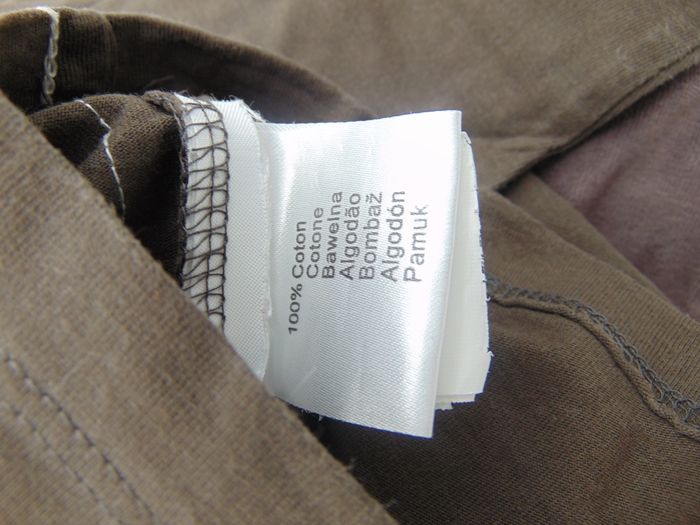 100% Coton
Cotone
Bawełna
Algodão
Bombaž
Algodón
Pamuk